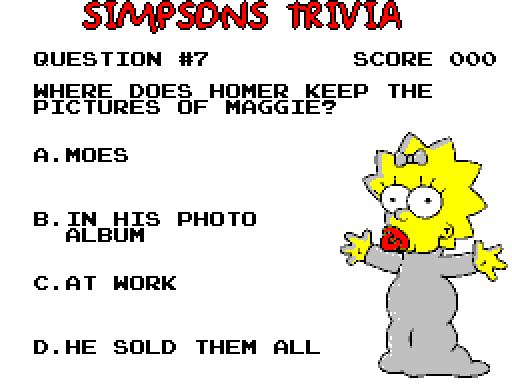 SIMPSONS TRIVIA
QUESTION #7 SCORE 000
WHERE DOES HOMER KEEP THE
PICTURES OF MAGGIE?
A.MOES
B.IN HIS PHOTO
ALBUM
C.AT WORK
D.HE SOLD THEM ALL